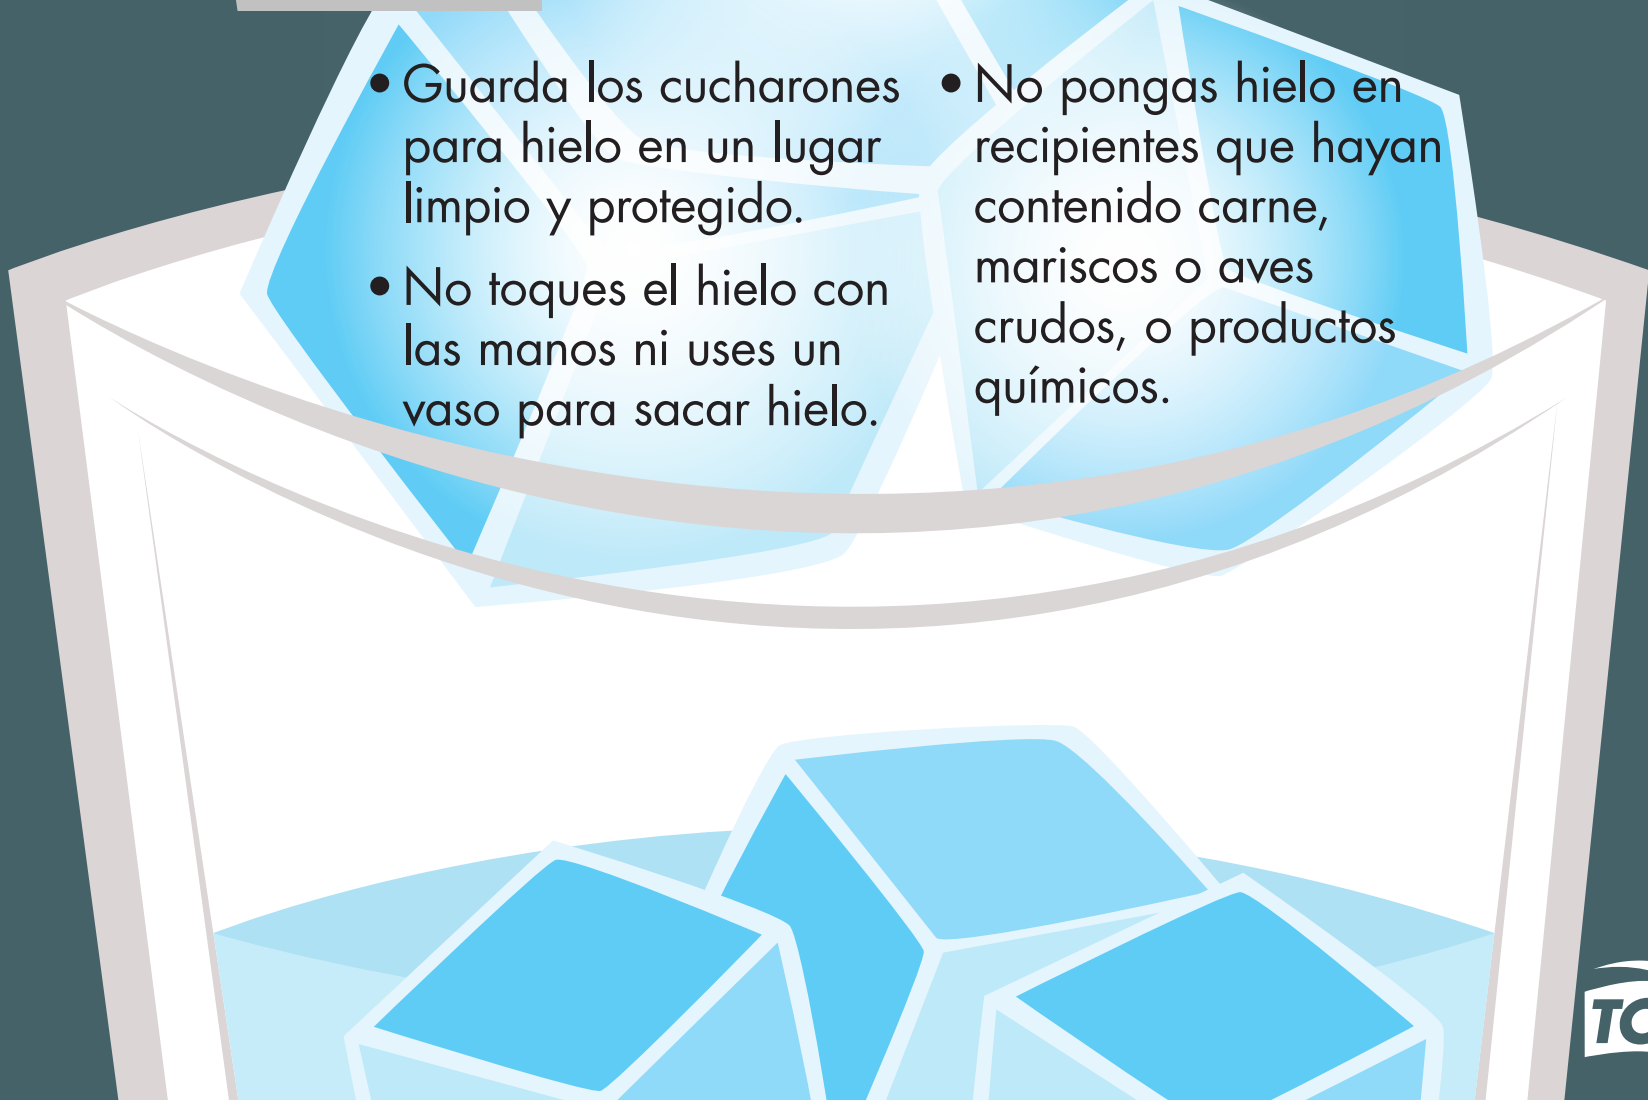 • Guarda los cucharones
para hielo en un lugar
limpio y protegido.
• No toques el hielo con
las manos ni uses un
vaso para sacar hielo.
• No pongas hielo en
recipientes que hayan
contenido carne,
mariscos o aves
crudos, o productos
químicos.